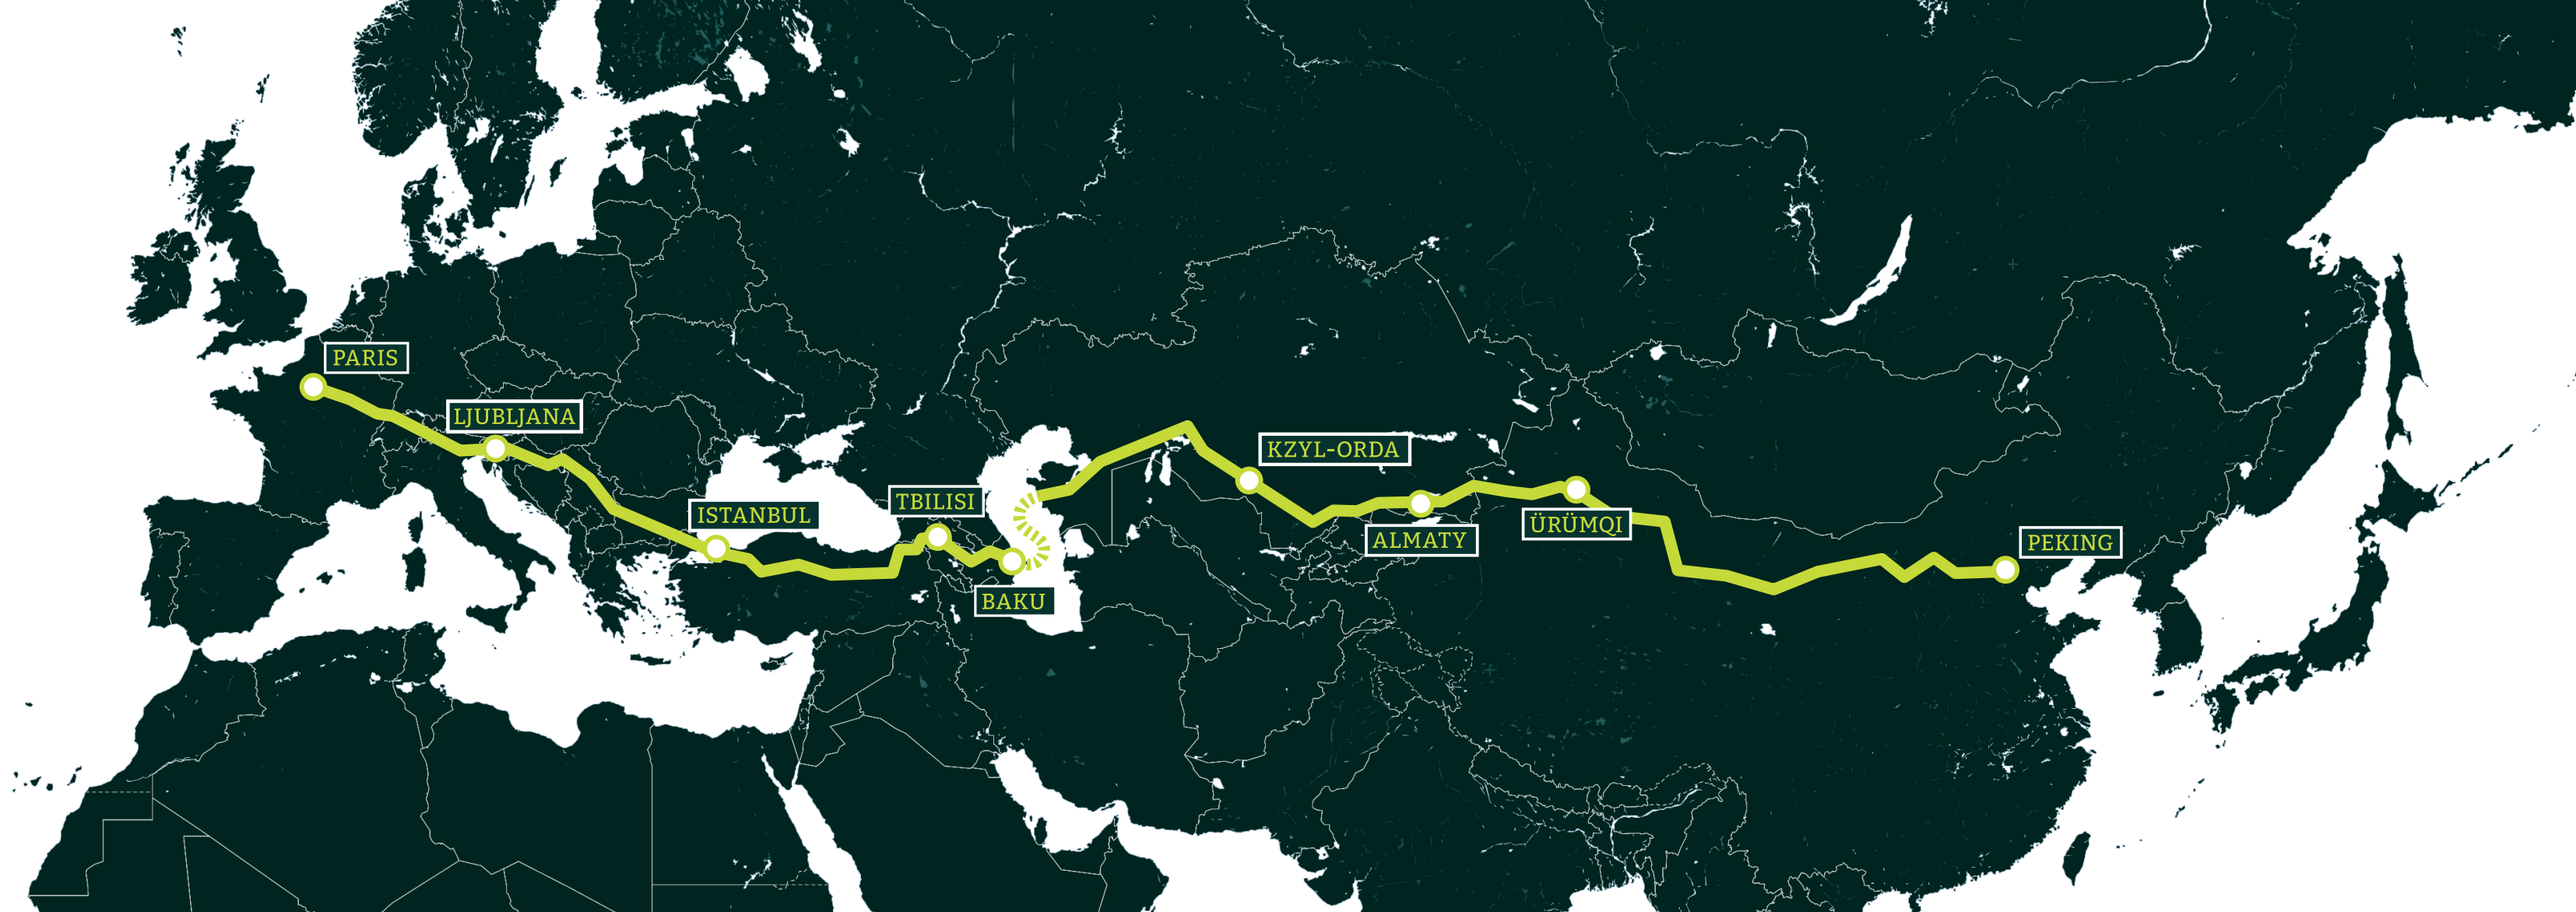 PARIS
LJUBLJANA
ISTANBUL
TBILISI
BAKU
KZYL-ORDA
ALMATY
ÜRÜMQI
PEKING